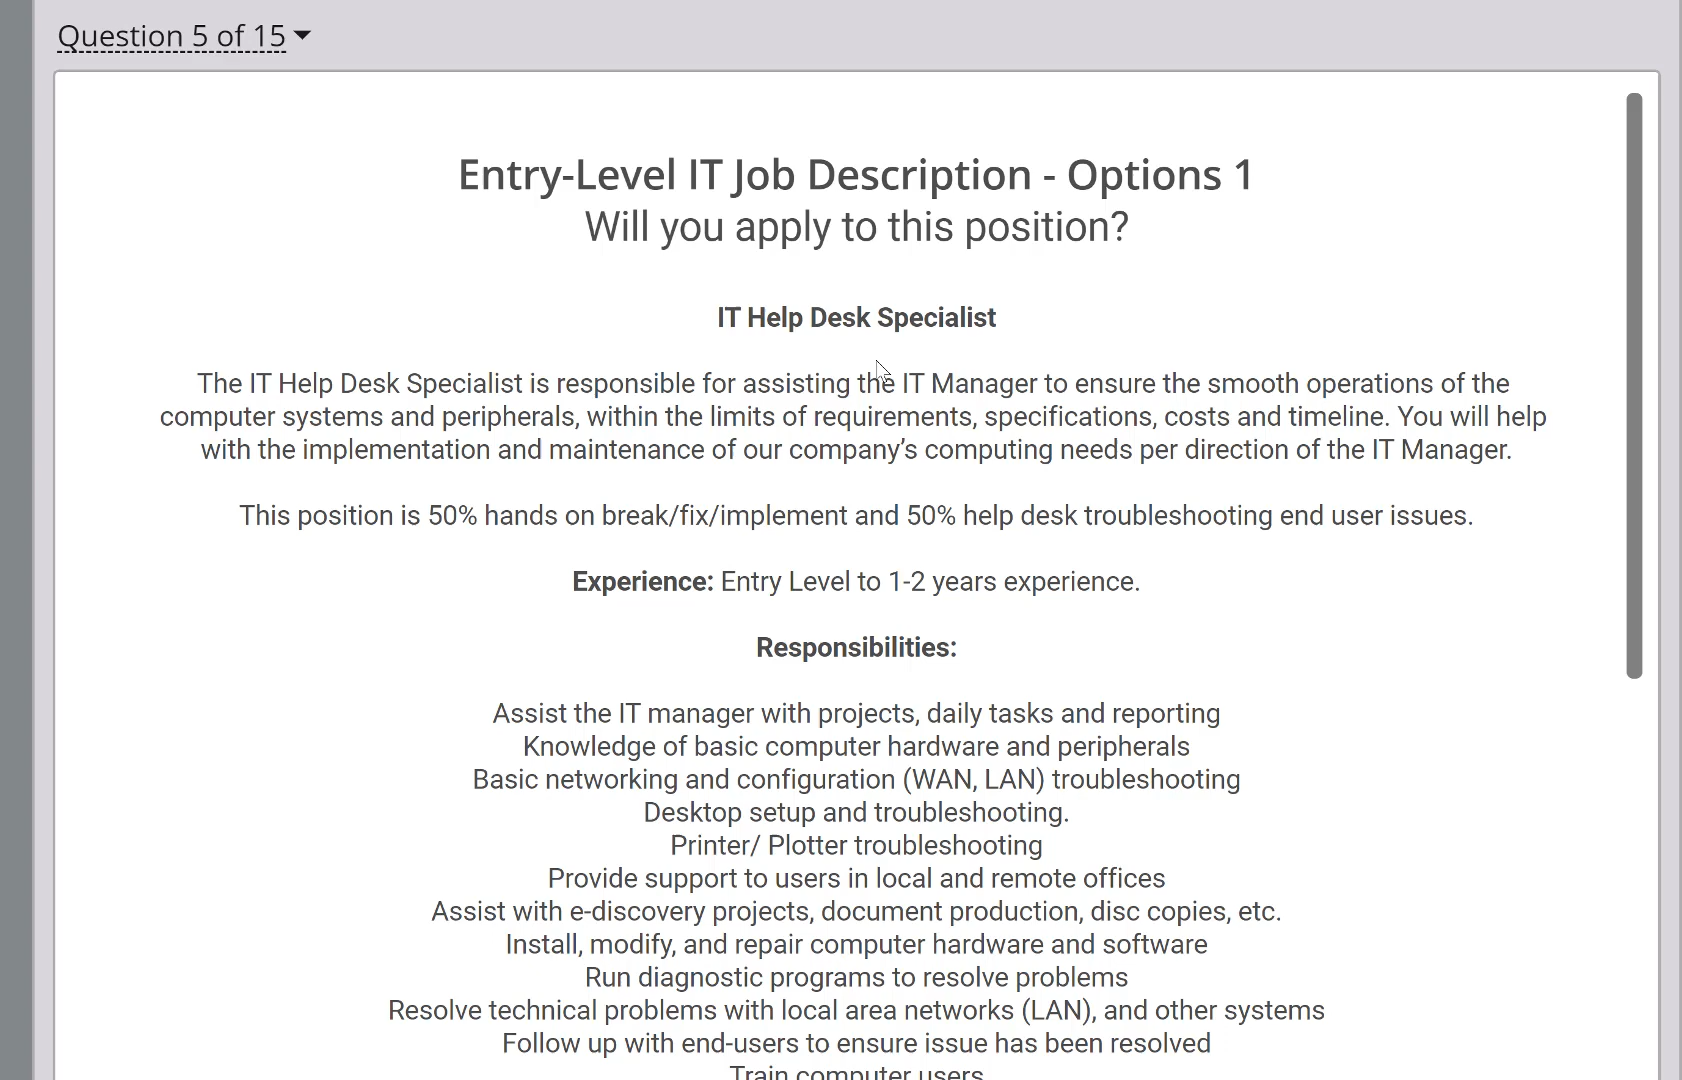 Question 5 of 15
Entry-Level IT Job Description - Options 1
Will you apply to this position?
IT Help Desk Specialist
The IT Help Desk Specialist is responsible for assisting the IT Manager to ensure the smooth operations of the
computer systems and peripherals, within the limits of requirements, specifications, costs and timeline. You will help
with the implementation and maintenance of our company’s computing needs per direction of the IT Manager.
This position is 50% hands on break/fix/implement and 50% help desk troubleshooting end user issues.
Experience: Entry Level to 1-2 years experience.
Responsibilities:
Assist the IT manager with projects, daily tasks and reporting
Knowledge of basic computer hardware and peripherals
Basic networking and configuration (WAN, LAN) troubleshooting
Desktop setup and troubleshooting.
Printer/ Plotter troubleshooting
Provide support to users in local and remote offices
Assist with e-discovery projects, document production, disc copies, etc.
Install, modify, and repair computer hardware and software
Run diagnostic programs to resolve problems
Resolve technical problems with local area networks (LAN), and other systems
Follow up with end-users to ensure issue has been resolved
Train computer users